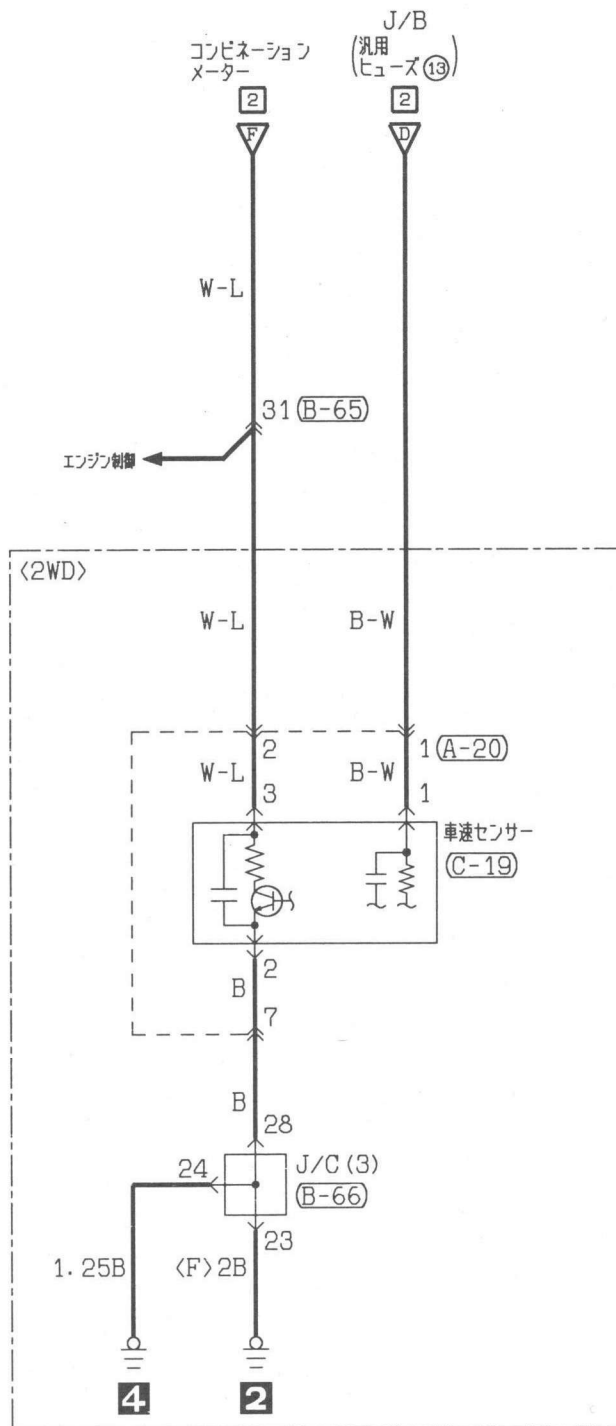 J/B
コンビネーション
メーター
(汎用
ヒューズ⑬)
2
2
F
D
W-L
31 (B-65)
エンジン制御
〈2WD〉
W-L
B-W
2
1 (A-20)
W-L
B-W
3
1
車速センサー
(C-19)
2
B
7
B
28
24
J/C (3)
(B-66)
23
1.25B
〈F〉2B
4
2